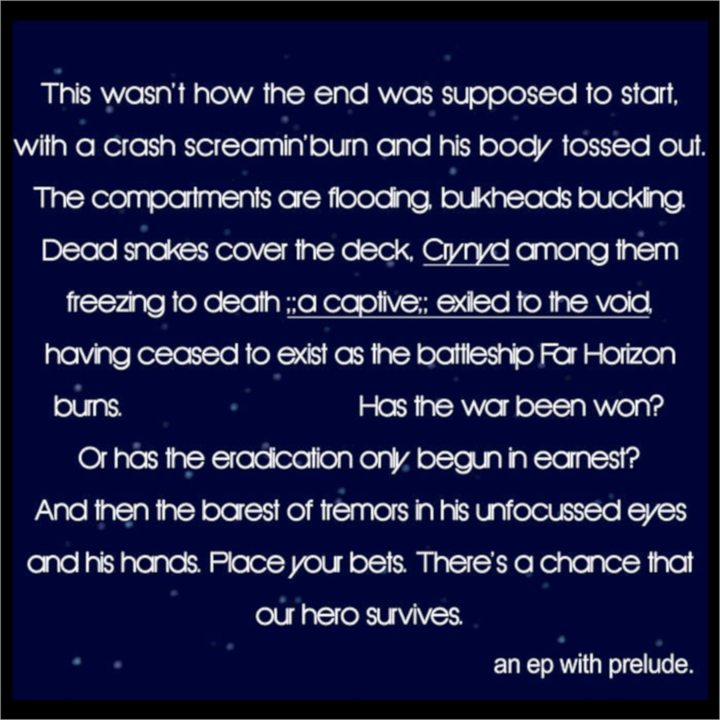 This wasn't how the end was supposed to start,
with a crash screamin'burn and his body tossed out.
The compartments are flooding, bulkheads buckling.
Dead snakes cover the deck, Crynyd among them
freezing to death ;;a captive;; exiled to the void,
having ceased to exist as the battleship Far Horizon
burns. Has the war been won?
Or has the eradication only begun in earnest?
And then the barest of tremors in his unfocussed eyes
and his hands. Place your bets. There's a chance that
our hero survives.
an ep with prelude.